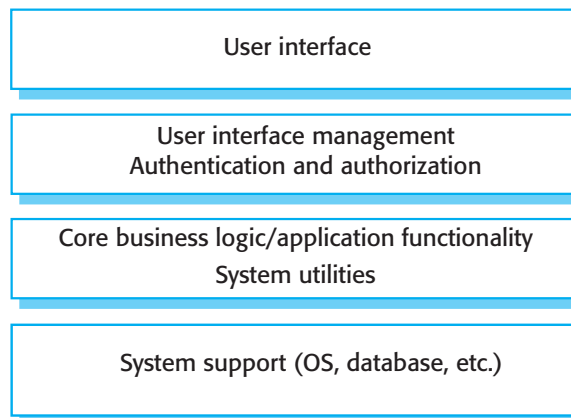 User interface
User interface management
Authentication and authorization
Core business logic/application functionality
System utilities
System support (OS, database, etc.)